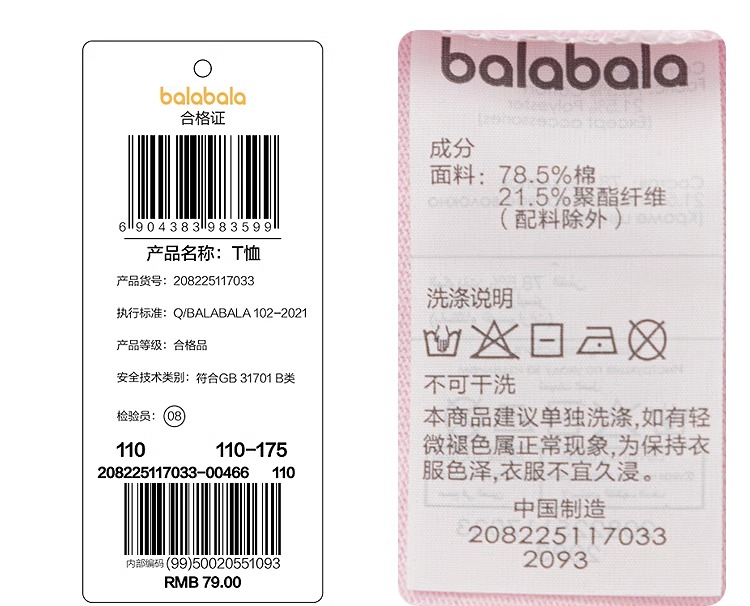 balabala
合格证
6 904383 983599
产品名称：T恤
产品货号：208225117033
执行标准：Q/BALABALA 102-2021
产品等级：合格品
安全技术类别：符合GB 31701 B类
检验员：08
110 110-175
208225117033-00466 110
内部编码 (99)50020551093
RMB 79.00
balabala
成分
面料：78.5%棉
21.5%聚酯纤维
（配料除外）
洗涤说明
不可干洗
本商品建议单独洗涤,如有轻
微褪色属正常现象,为保持衣
服色泽,衣服不宜久浸。
中国制造
208225117033
2093